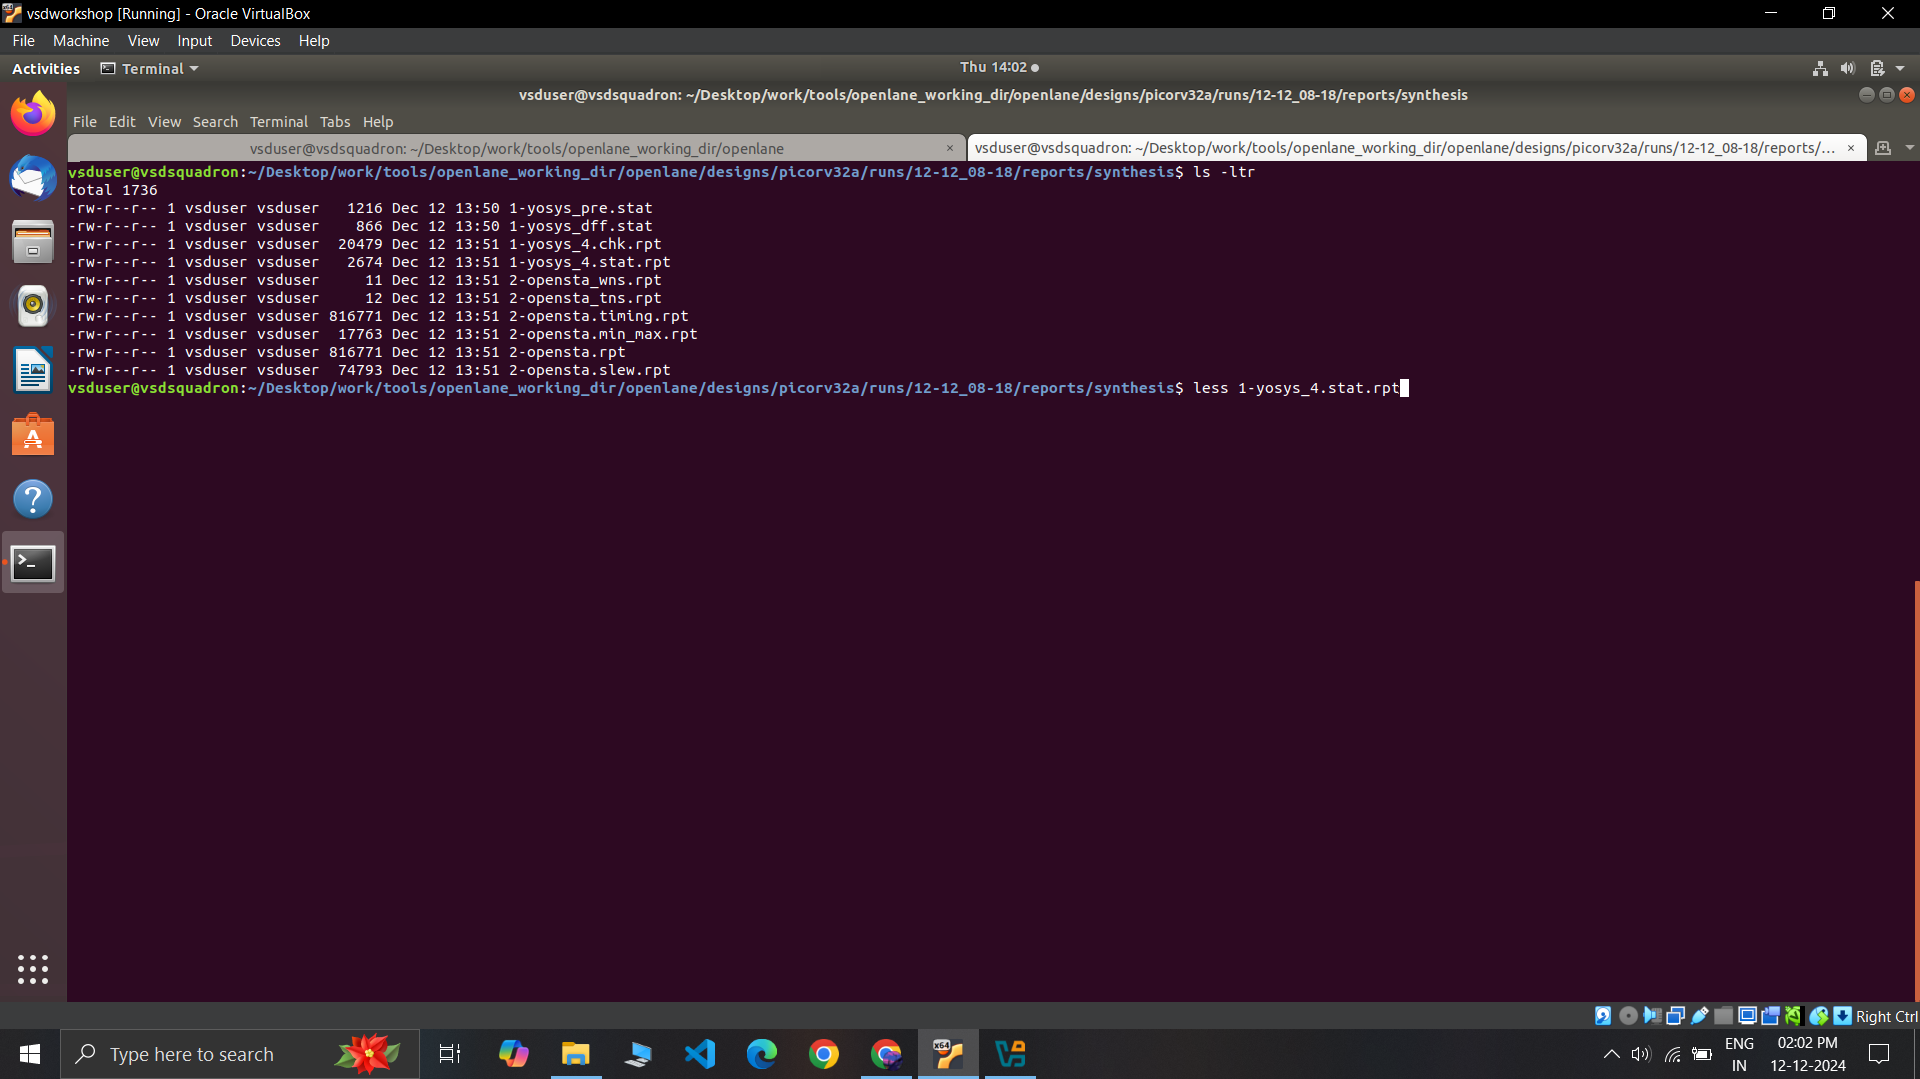 vsdworkshop [Running] - Oracle VirtualBox
File Machine View Input Devices Help
Activities Terminal Thu 14:02
vsduser@vsdsquadron: ~/Desktop/work/tools/openlane_working_dir/openlane/designs/picorv32a/runs/12-12_08-18/reports/synthesis
File Edit View Search Terminal Tabs Help
vsduser@vsdsquadron: ~/Desktop/work/tools/openlane_working_dir/openlane × vsduser@vsdsquadron: ~/Desktop/work/tools/openlane_working_dir/openlane/designs/picorv32a/runs/12-12_08-18/reports/... ×
vsduser@vsdsquadron:~/Desktop/work/tools/openlane_working_dir/openlane/designs/picorv32a/runs/12-12_08-18/reports/synthesis$ ls -ltr
total 1736
-rw-r--r-- 1 vsduser vsduser   1216 Dec 12 13:50 1-yosys_pre.stat
-rw-r--r-- 1 vsduser vsduser    866 Dec 12 13:50 1-yosys_dff.stat
-rw-r--r-- 1 vsduser vsduser  20479 Dec 12 13:51 1-yosys_4.chk.rpt
-rw-r--r-- 1 vsduser vsduser   2674 Dec 12 13:51 1-yosys_4.stat.rpt
-rw-r--r-- 1 vsduser vsduser     11 Dec 12 13:51 2-opensta_wns.rpt
-rw-r--r-- 1 vsduser vsduser     12 Dec 12 13:51 2-opensta_tns.rpt
-rw-r--r-- 1 vsduser vsduser 816771 Dec 12 13:51 2-opensta.timing.rpt
-rw-r--r-- 1 vsduser vsduser  17763 Dec 12 13:51 2-opensta.min_max.rpt
-rw-r--r-- 1 vsduser vsduser 816771 Dec 12 13:51 2-opensta.rpt
-rw-r--r-- 1 vsduser vsduser  74793 Dec 12 13:51 2-opensta.slew.rpt
vsduser@vsdsquadron:~/Desktop/work/tools/openlane_working_dir/openlane/designs/picorv32a/runs/12-12_08-18/reports/synthesis$ less 1-yosys_4.stat.rpt
Right Ctrl
Type here to search
x64
ENG
IN
02:02 PM
12-12-2024